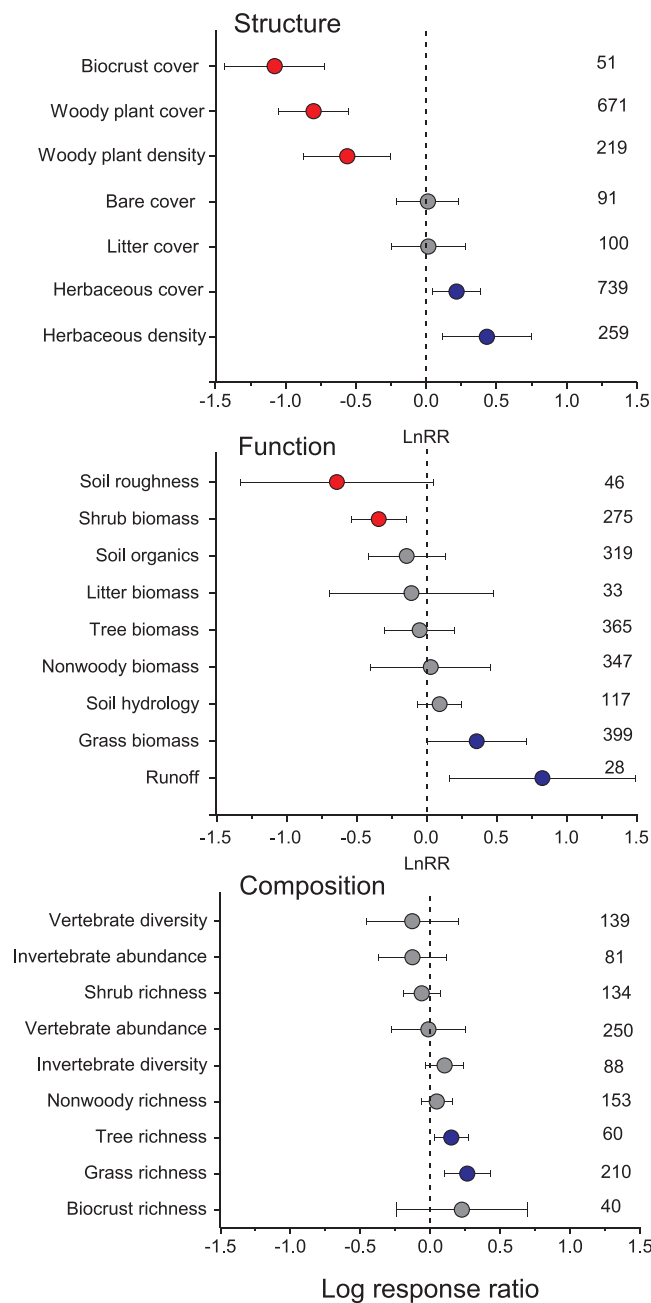 Structure
Biocrust cover 51
Woody plant cover 671
Woody plant density 219
Bare cover 91
Litter cover 100
Herbaceous cover 739
Herbaceous density 259
-1.5 -1.0 -0.5 0.0 0.5 1.0 1.5
LnRR
Function
Soil roughness 46
Shrub biomass 275
Soil organics 319
Litter biomass 33
Tree biomass 365
Nonwoody biomass 347
Soil hydrology 117
Grass biomass 399
Runoff 28
-1.5 -1.0 -0.5 0.0 0.5 1.0 1.5
LnRR
Composition
Vertebrate diversity 139
Invertebrate abundance 81
Shrub richness 134
Vertebrate abundance 250
Invertebrate diversity 88
Nonwoody richness 153
Tree richness 60
Grass richness 210
Biocrust richness 40
-1.5 -1.0 -0.5 0.0 0.5 1.0 1.5
Log response ratio